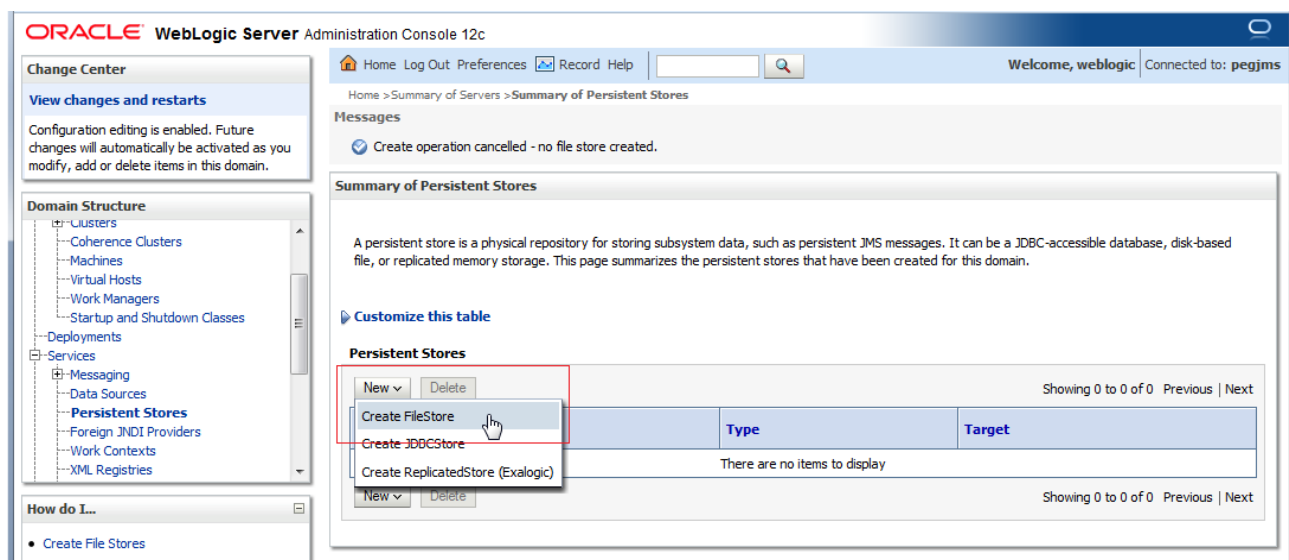 ORACLE WebLogic Server Administration Console 12c
Change Center
View changes and restarts
Configuration editing is enabled. Future
changes will automatically be activated as you
modify, add or delete items in this domain.
Domain Structure
Clusters
Coherence Clusters
Machines
Virtual Hosts
Work Managers
Startup and Shutdown Classes
Deployments
Services
Messaging
Data Sources
Persistent Stores
Foreign JNDI Providers
Work Contexts
XML Registries
How do I...
Create File Stores
Home Log Out Preferences Record Help
Welcome, weblogic Connected to: pegjms
Home >Summary of Servers >Summary of Persistent Stores
Messages
Create operation cancelled - no file store created.
Summary of Persistent Stores
A persistent store is a physical repository for storing subsystem data, such as persistent JMS messages. It can be a JDBC-accessible database, disk-based
file, or replicated memory storage. This page summarizes the persistent stores that have been created for this domain.
Customize this table
Persistent Stores
New Delete
Showing 0 to 0 of 0 Previous | Next
Create FileStore
Create JDBCStore
Create ReplicatedStore (Exalogic)
Type Target
There are no items to display
New Delete
Showing 0 to 0 of 0 Previous | Next